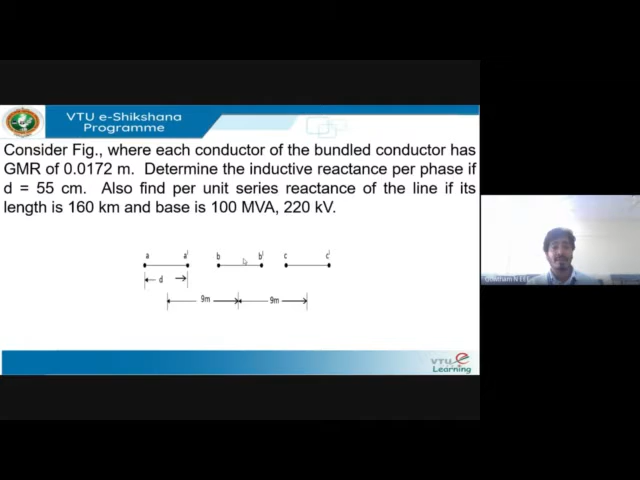 VTU e-Shikshana
Programme
Consider Fig., where each conductor of the bundled conductor has
GMR of 0.0172 m. Determine the inductive reactance per phase if
d = 55 cm. Also find per unit series reactance of the line if its
length is 160 km and base is 100 MVA, 220 kV.
a a' b b' c c'
d
9m 9m
VTU e
Learning